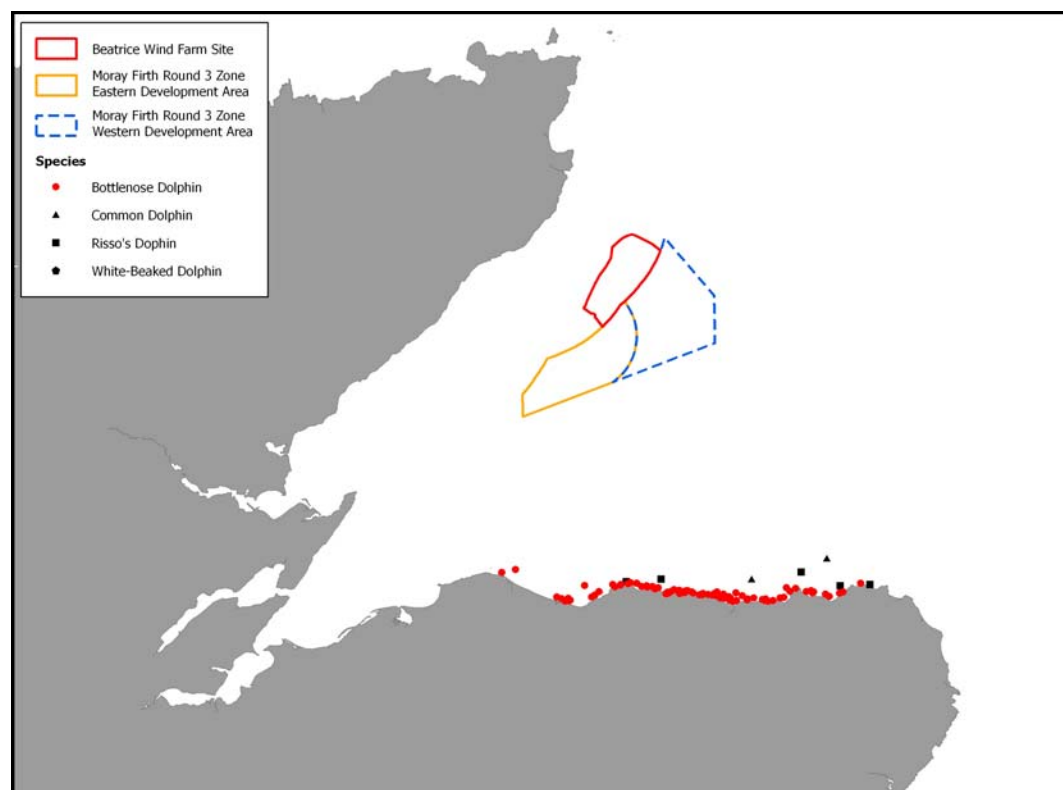 Beatrice Wind Farm Site
Moray Firth Round 3 Zone
Eastern Development Area
Moray Firth Round 3 Zone
Western Development Area
Species
Bottlenose Dolphin
Common Dolphin
Risso's Dophin
White-Beaked Dolphin